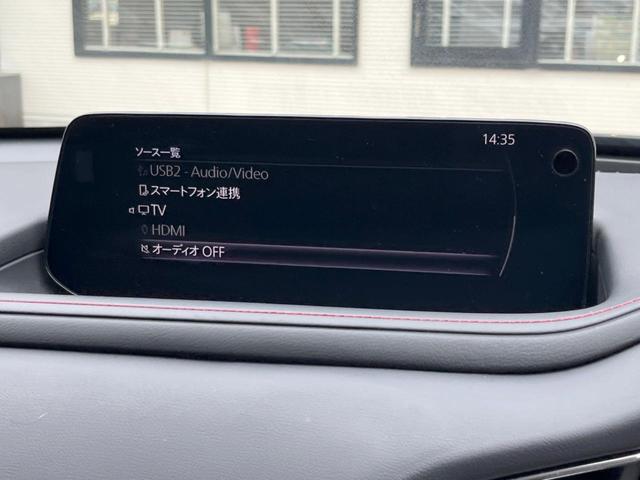 14:35
ソース一覧
USB2 - Audio/Video
スマートフォン連携
TV
HDMI
オーディオ OFF